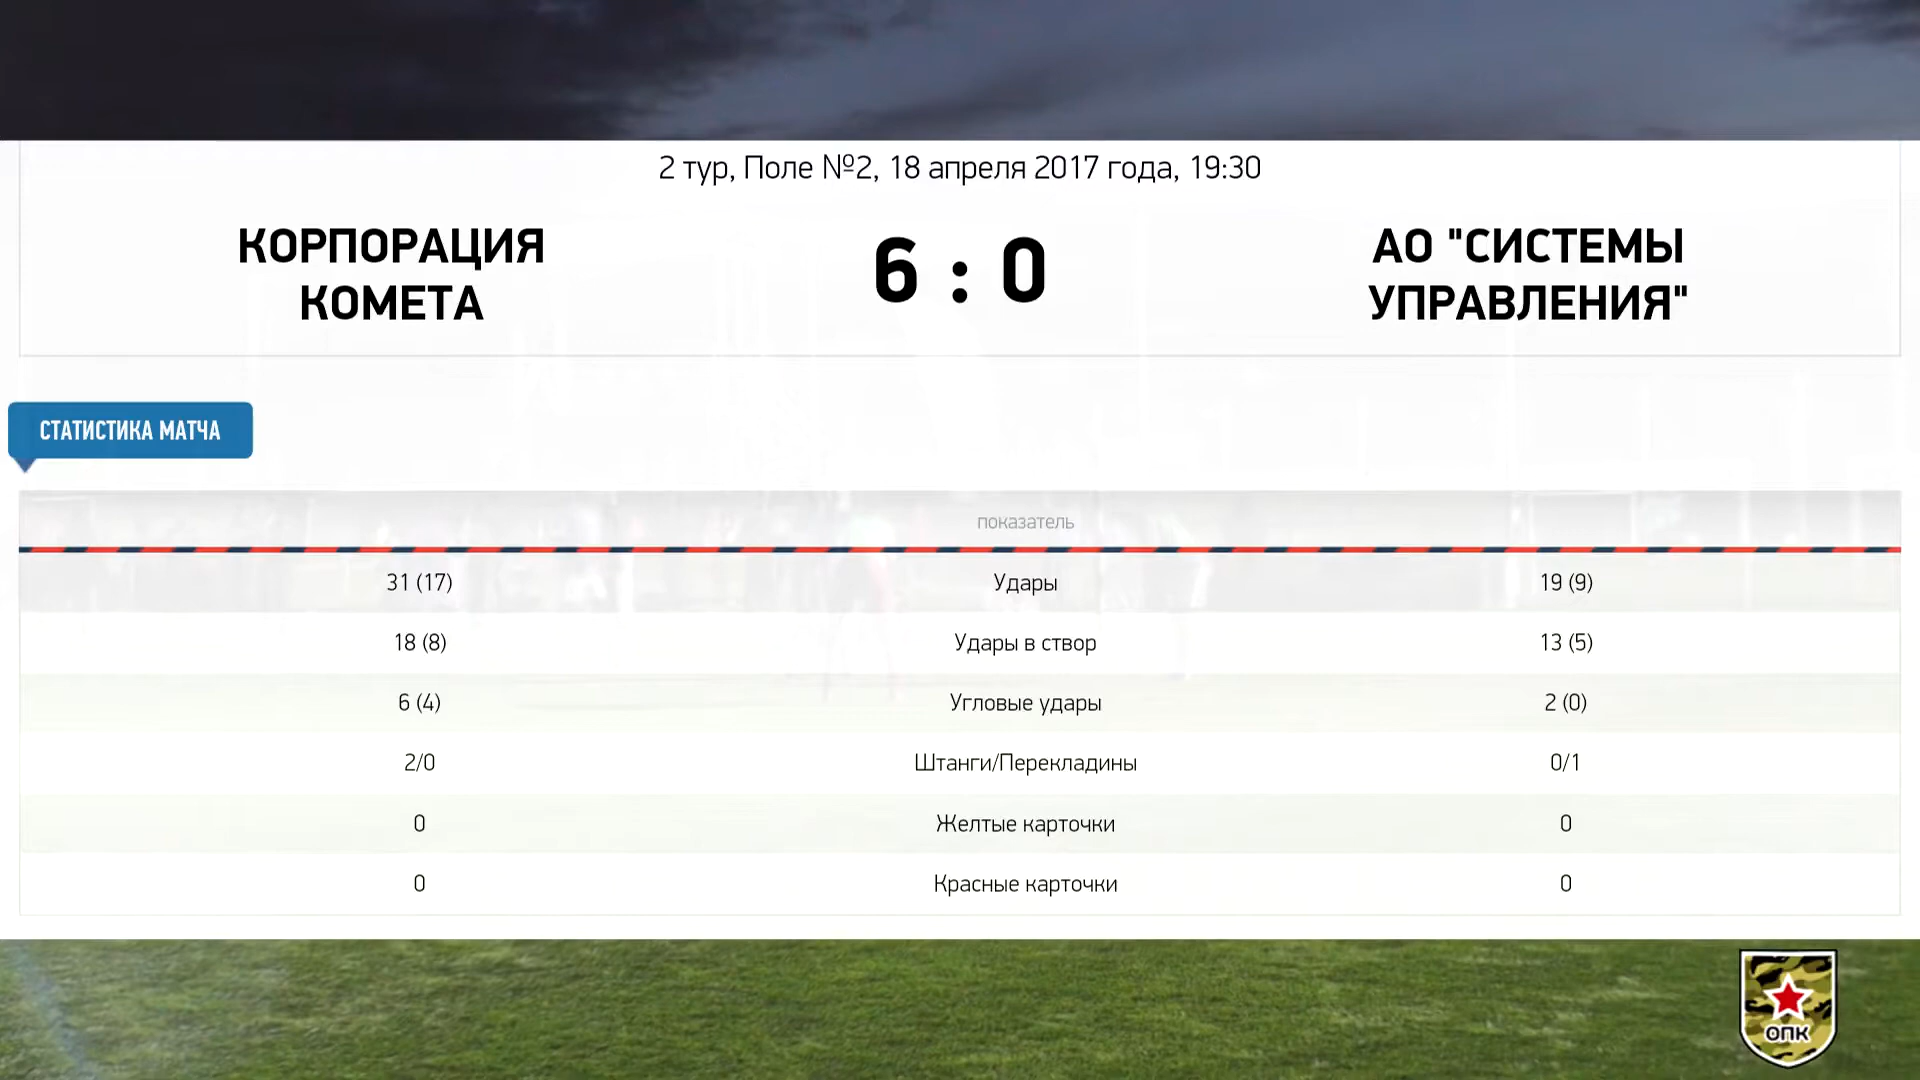 2 тур, Поле №2, 18 апреля 2017 года, 19:30
КОРПОРАЦИЯ
КОМЕТА
6 : 0
АО "СИСТЕМЫ
УПРАВЛЕНИЯ"
СТАТИСТИКА МАТЧА
показатель
31 (17) Удары 19 (9)
18 (8) Удары в створ 13 (5)
6 (4) Угловые удары 2 (0)
2/0 Штанги/Перекладины 0/1
0 Желтые карточки 0
0 Красные карточки 0
ОПК